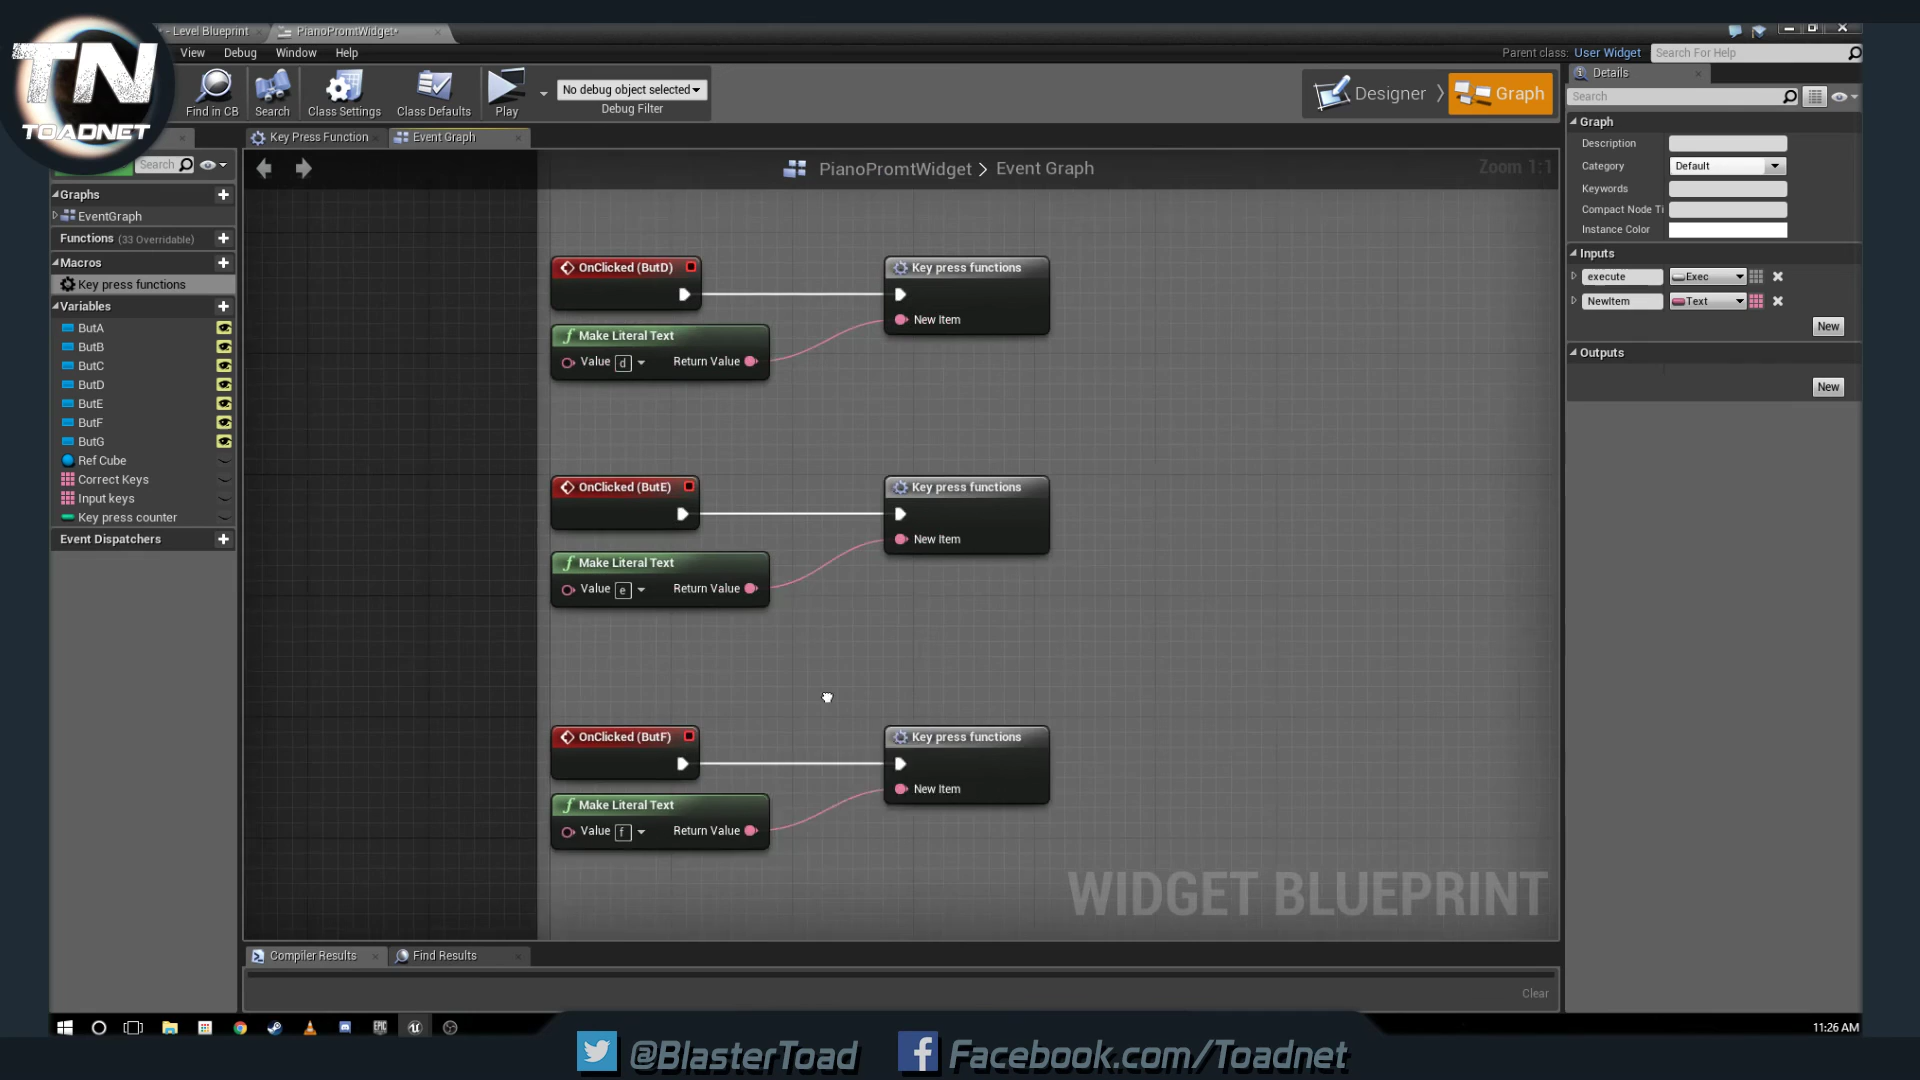 TN
TOADNET
- Level Blueprint
PianoPromtWidget*
View Debug Window Help
Parent class: User Widget
Search For Help
Find in CB
Search
Class Settings
Class Defaults
Play
No debug object selected
Debug Filter
Designer
Graph
Details
Search
Key Press Function
Event Graph
Search
PianoPromtWidget > Event Graph
Zoom 1:1
Graphs
EventGraph
Functions (33 Overridable)
Macros
Key press functions
Variables
ButA
ButB
ButC
ButD
ButE
ButF
ButG
Ref Cube
Correct Keys
Input keys
Key press counter
Event Dispatchers
OnClicked (ButD)
Key press functions
New Item
Make Literal Text
Value d Return Value
OnClicked (ButE)
Key press functions
New Item
Make Literal Text
Value e Return Value
OnClicked (ButF)
Key press functions
New Item
Make Literal Text
Value f Return Value
WIDGET BLUEPRINT
Graph
Description
Category Default
Keywords
Compact Node Ti
Instance Color
Inputs
execute Exec
NewItem Text
New
Outputs
New
Compiler Results
Find Results
Clear
EPIC
11:26 AM
@BlasterToad
Facebook.com/Toadnet